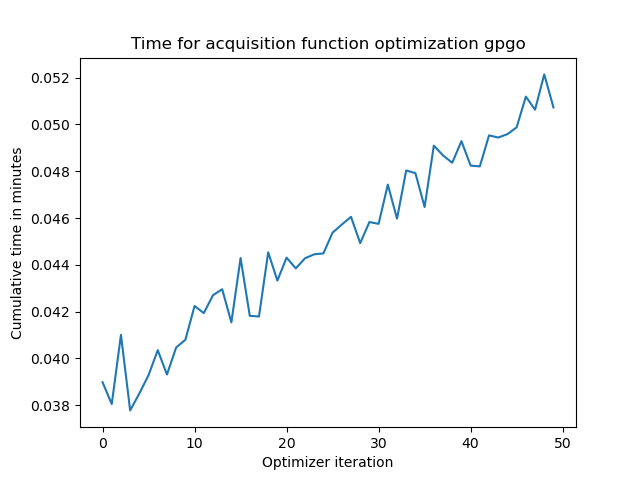 Time for acquisition function optimization gpgo
0.052
0.050
0.048
0.046
0.044
0.042
0.040
0.038
Cumulative time in minutes
0 10 20 30 40 50
Optimizer iteration